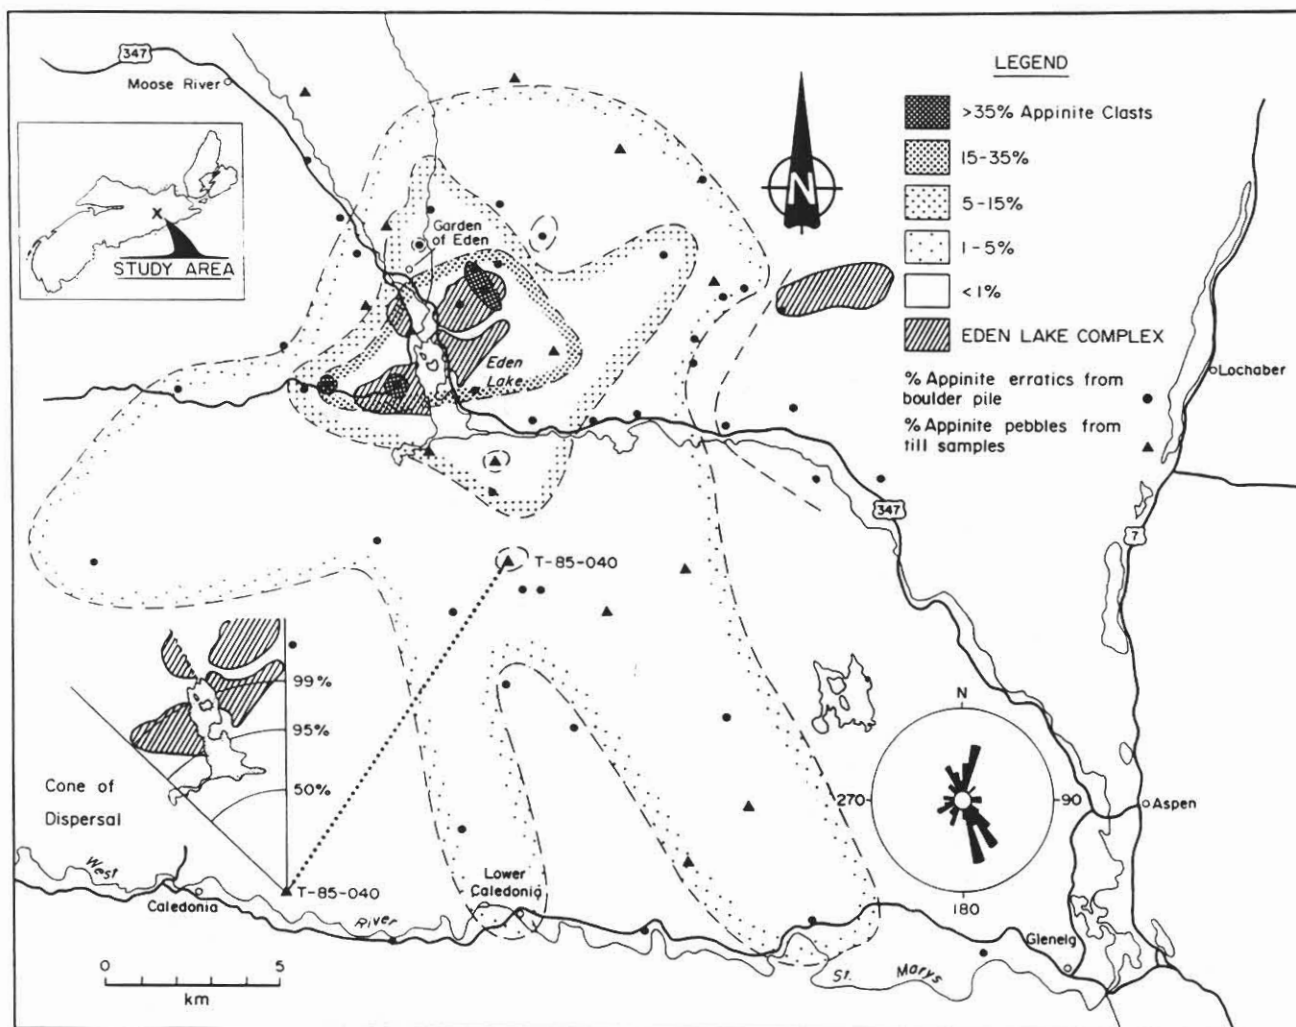 347
Moose River
STUDY AREA
X
Garden
of Eden
Eden
Lake
N
LEGEND
>35% Appinite Clasts
15-35%
5-15%
1-5%
<1%
EDEN LAKE COMPLEX
% Appinite erratics from
boulder pile
% Appinite pebbles from
till samples
Lochaber
347
7
T-85-040
99%
95%
50%
Cone of
Dispersal
T-85-040
N
270
90
180
Aspen
West
River
Caledonia
Lower
Caledonia
St. Marys
Glenelg
0 5
km